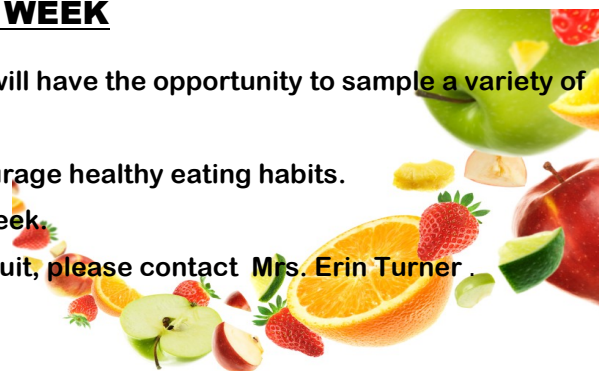 WEEK
will have the opportunity to sample a variety of
urage healthy eating habits.
eek.
uit, please contact Mrs. Erin Turner .